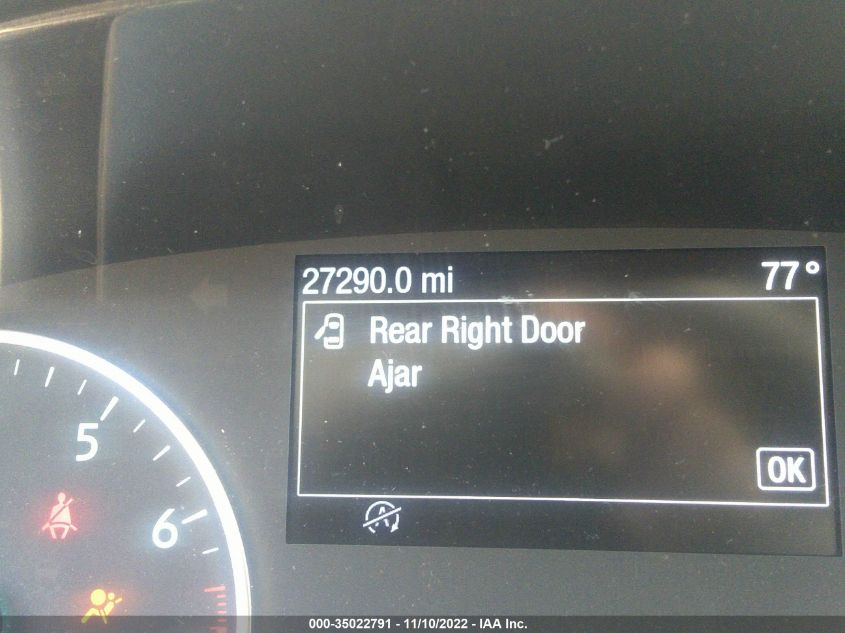 27290.0 mi 77°
Rear Right Door
Ajar
OK
5
6
A
000-35022791 - 11/10/2022 - IAA Inc.